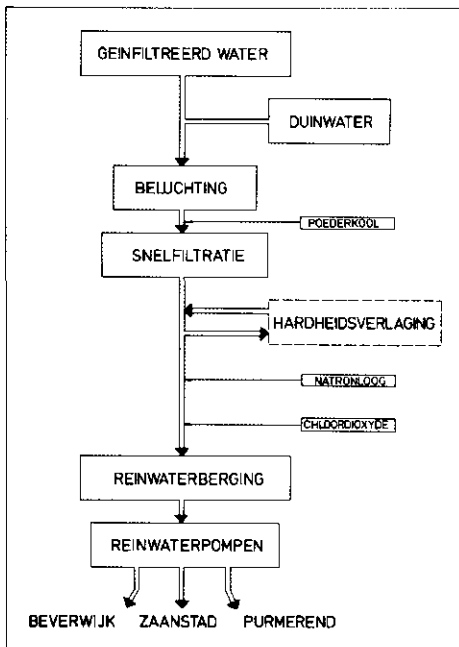 GEINFILTREERD WATER
DUINWATER
BELUCHTING
POEDERKOOL
SNELFILTRATIE
HARDHEIDSVERLAGING
NATRONLOOG
CHLOORDIOXYDE
REINWATERBERGING
REINWATERPOMPEN
BEVERWIJK ZAANSTAD PURMEREND